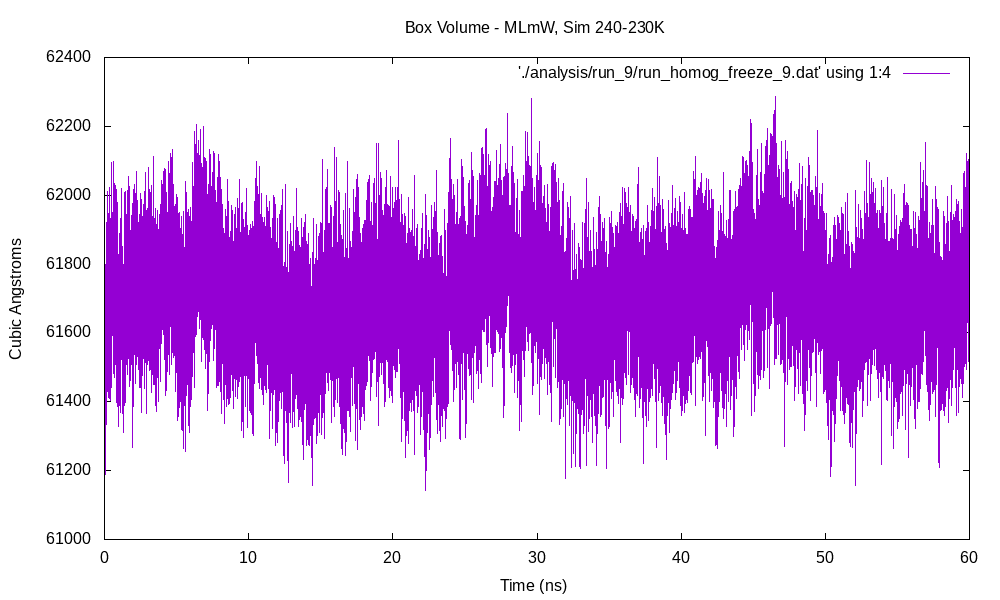 Box Volume - MLmW, Sim 240-230K
62400
'./analysis/run_9/run_homog_freeze_9.dat' using 1:4
62200
62000
61800
61600
61400
61200
61000
Cubic Angstroms
0 10 20 30 40 50 60
Time (ns)